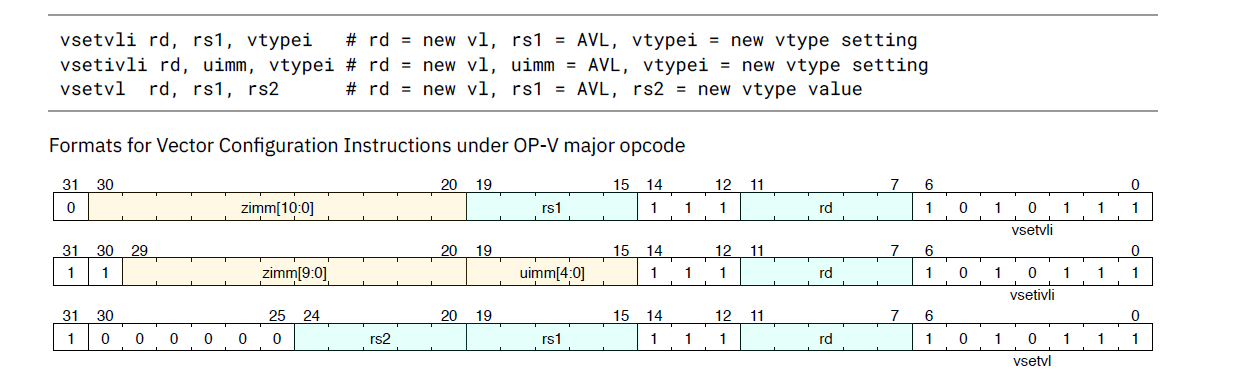 vsetvli rd, rs1, vtypei # rd = new vl, rs1 = AVL, vtypei = new vtype setting
vsetivli rd, uimm, vtypei # rd = new vl, uimm = AVL, vtypei = new vtype setting
vsetvl rd, rs1, rs2 # rd = new vl, rs1 = AVL, rs2 = new vtype value
Formats for Vector Configuration Instructions under OP-V major opcode
31 30 20 19 15 14 12 11 7 6 0
0 zimm[10:0] rs1 1 1 1 rd 1 0 1 0 1 1 1
vsetvli
31 30 29 20 19 15 14 12 11 7 6 0
1 1 zimm[9:0] uimm[4:0] 1 1 1 rd 1 0 1 0 1 1 1
vsetivli
31 30 25 24 20 19 15 14 12 11 7 6 0
1 0 0 0 0 0 0 rs2 rs1 1 1 1 rd 1 0 1 0 1 1 1
vsetvl